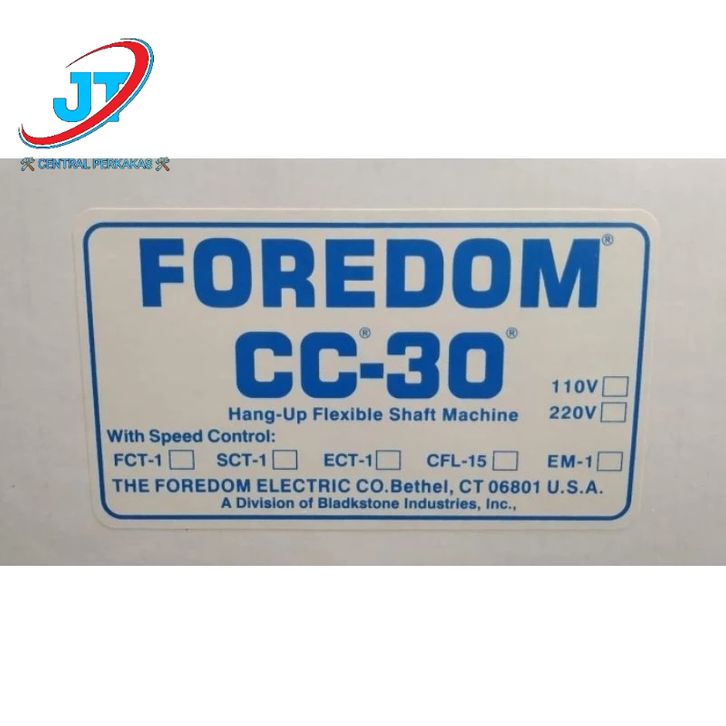 JT
CENTRAL PERKAKAS
FOREDOM®
CC®-30®
110V
Hang-Up Flexible Shaft Machine 220V
With Speed Control:
FCT-1 SCT-1 ECT-1 CFL-15 EM-1
THE FOREDOM ELECTRIC CO.Bethel, CT 06801 U.S.A.
A Division of Bladkstone Industries, Inc.,